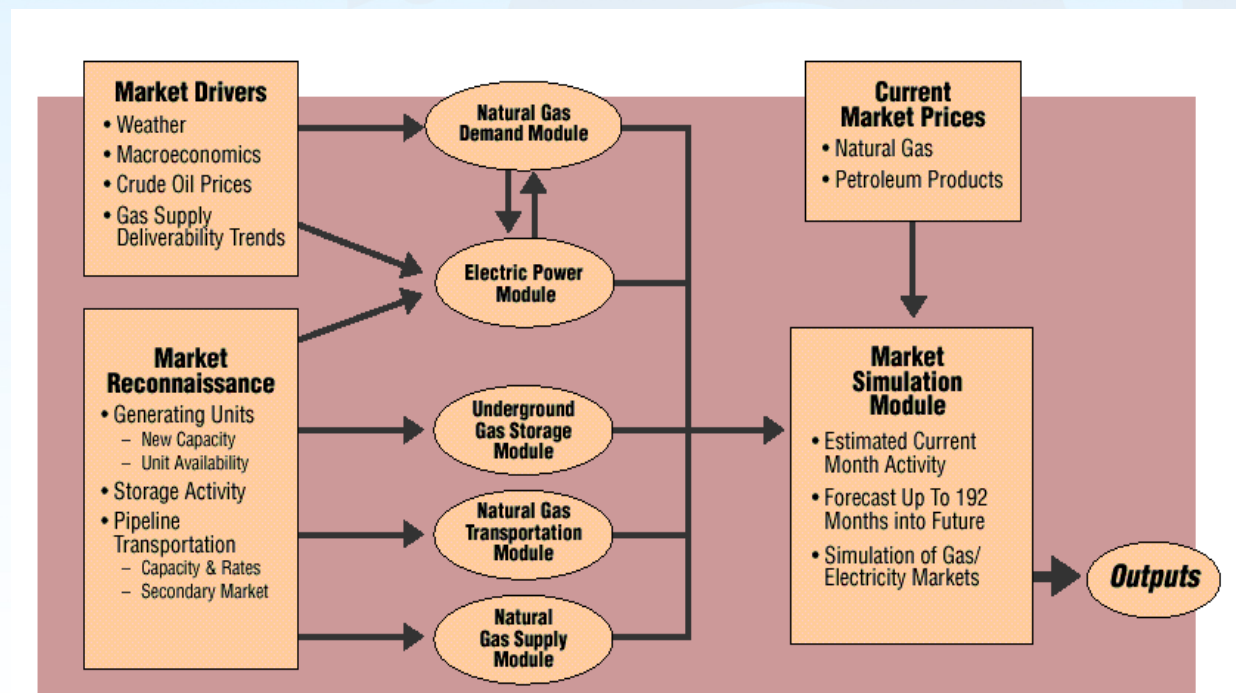 Market Drivers
• Weather
• Macroeconomics
• Crude Oil Prices
• Gas Supply
Deliverability Trends
Market
Reconnaissance
• Generating Units
– New Capacity
– Unit Availability
• Storage Activity
• Pipeline
Transportation
– Capacity & Rates
– Secondary Market
Natural Gas
Demand Module
Electric Power
Module
Underground
Gas Storage
Module
Natural Gas
Transportation
Module
Natural
Gas Supply
Module
Current
Market Prices
• Natural Gas
• Petroleum Products
Market
Simulation
Module
• Estimated Current
Month Activity
• Forecast Up To 192
Months into Future
• Simulation of Gas/
Electricity Markets
Outputs